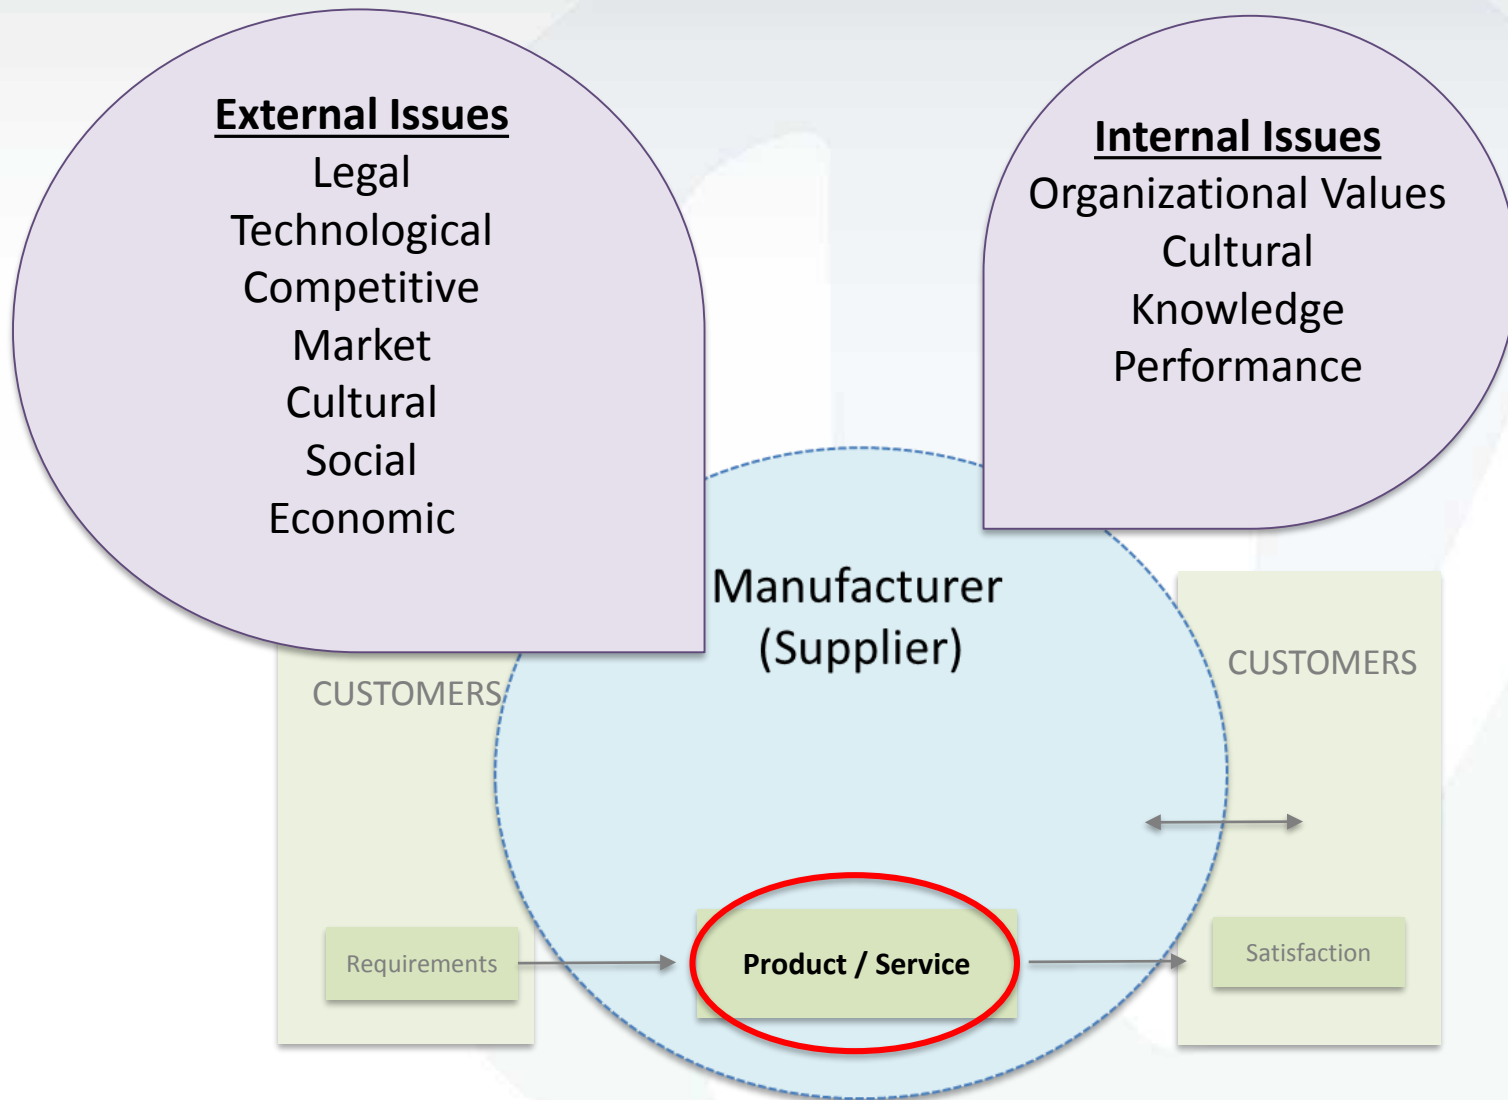 External Issues
Legal
Technological
Competitive
Market
Cultural
Social
Economic
Internal Issues
Organizational Values
Cultural
Knowledge
Performance
Manufacturer
(Supplier)
CUSTOMERS
CUSTOMERS
Requirements
Product / Service
Satisfaction